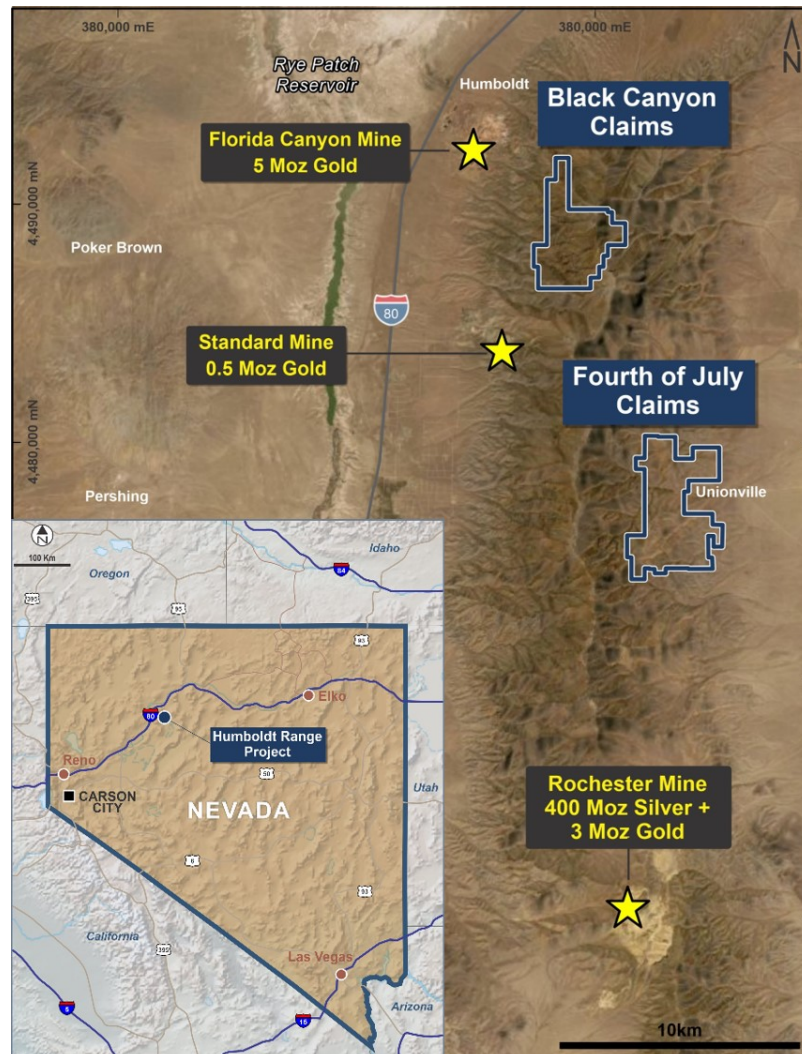 380,000 mE
380,000 mE
N
Rye Patch
Reservoir
Humboldt
Black Canyon
Claims
Florida Canyon Mine
5 Moz Gold
4,490,000 mN
Poker Brown
80
Standard Mine
0.5 Moz Gold
Fourth of July
Claims
4,480,000 mN
Pershing
Unionville
N
100 Km
Idaho
Oregon
84
395
95
93
Elko
80
Humboldt Range
Project
Reno
50
Utah
CARSON
CITY
NEVADA
6
93
California
395
Las Vegas
Arizona
5
15
Rochester Mine
400 Moz Silver +
3 Moz Gold
10km